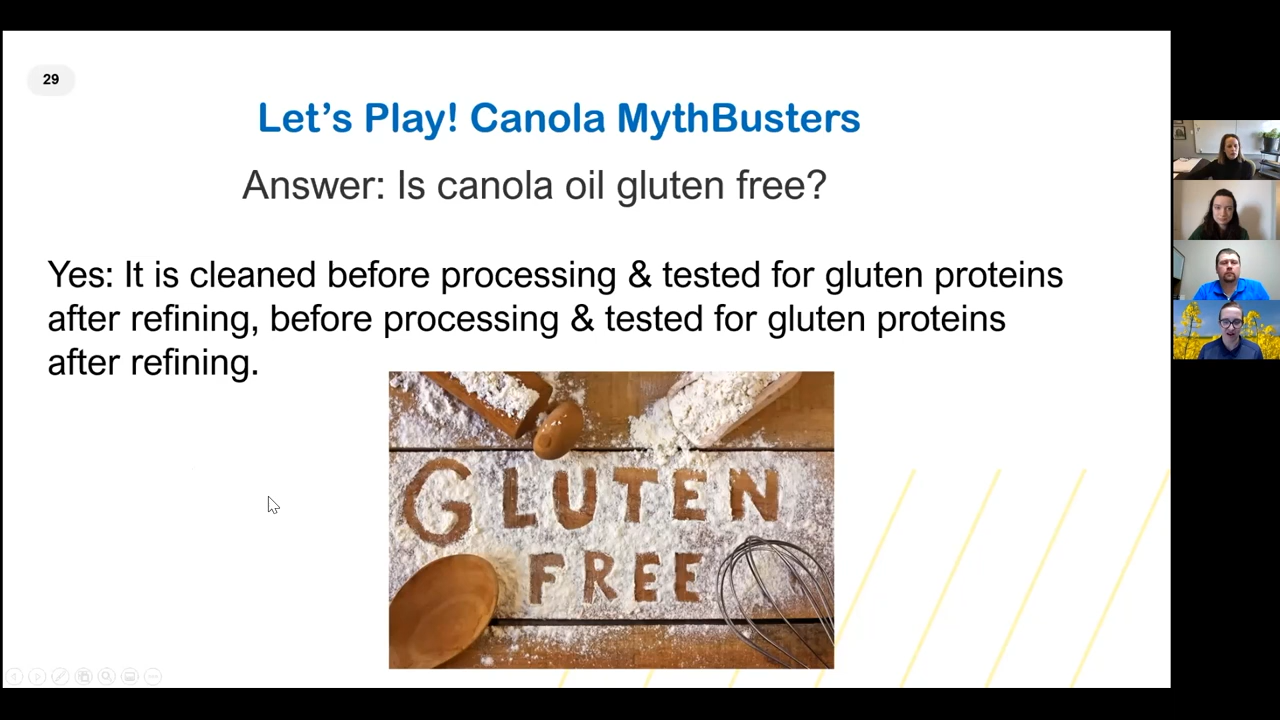 29
Let's Play! Canola MythBusters
Answer: Is canola oil gluten free?
Yes: It is cleaned before processing & tested for gluten proteins
after refining, before processing & tested for gluten proteins
after refining.
GLUTEN
FREE